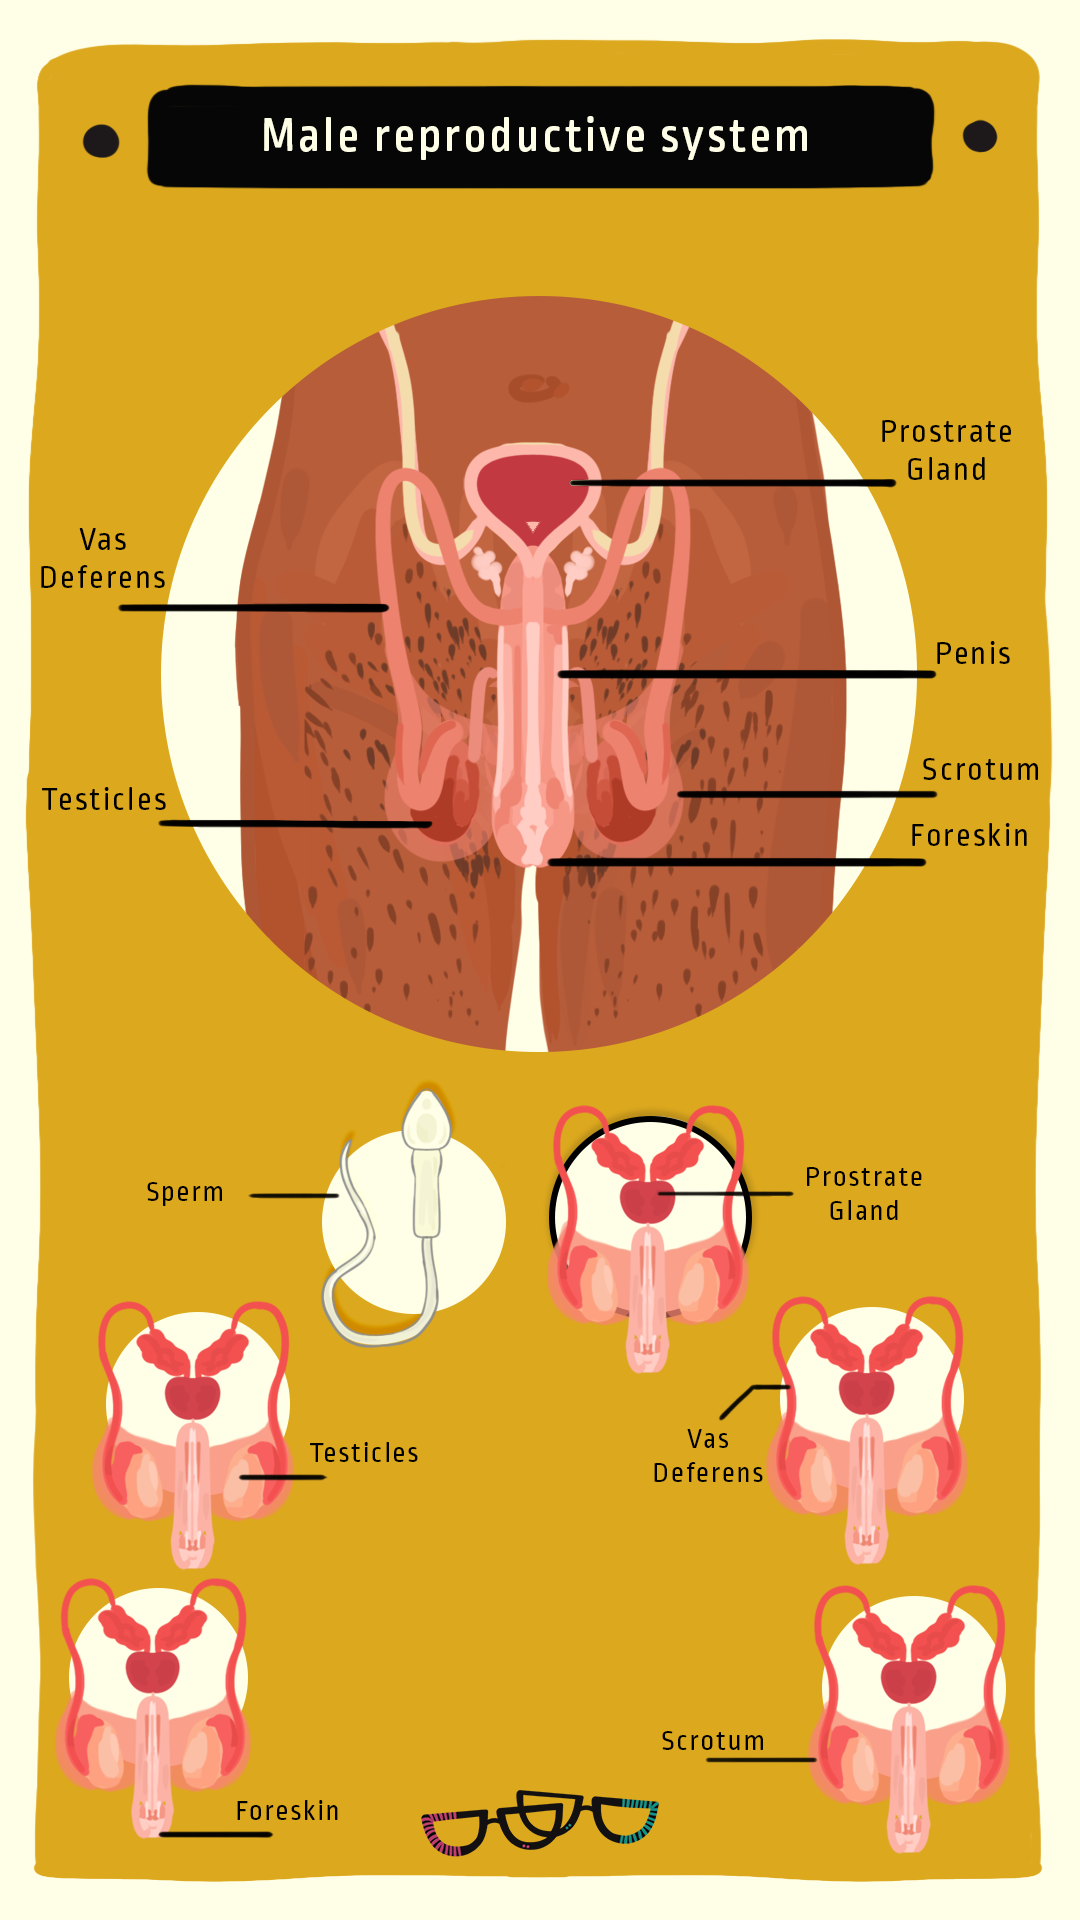 Male reproductive system
Prostrate
Gland
Vas
Deferens
Penis
Scrotum
Testicles
Foreskin
Sperm
Prostrate
Gland
Testicles
Vas
Deferens
Scrotum
Foreskin